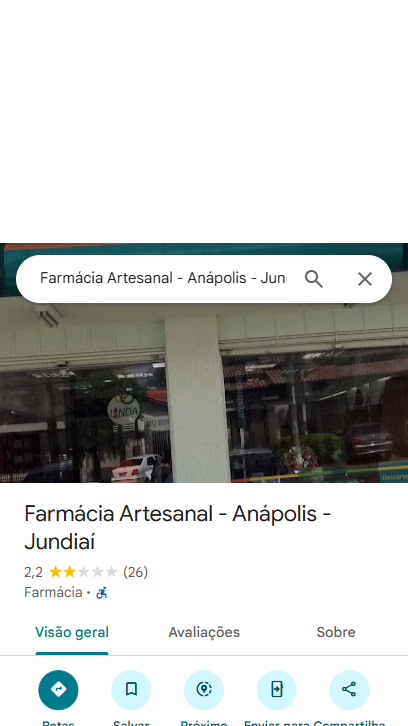 Farmácia Artesanal - Anápolis - Jun
LINDA
Descarte
Farmácia Artesanal - Anápolis -
Jundiaí
2,2 (26)
Farmácia •
Visão geral Avaliações Sobre
Rotas Salvar Próximo Enviar para Compartilhar